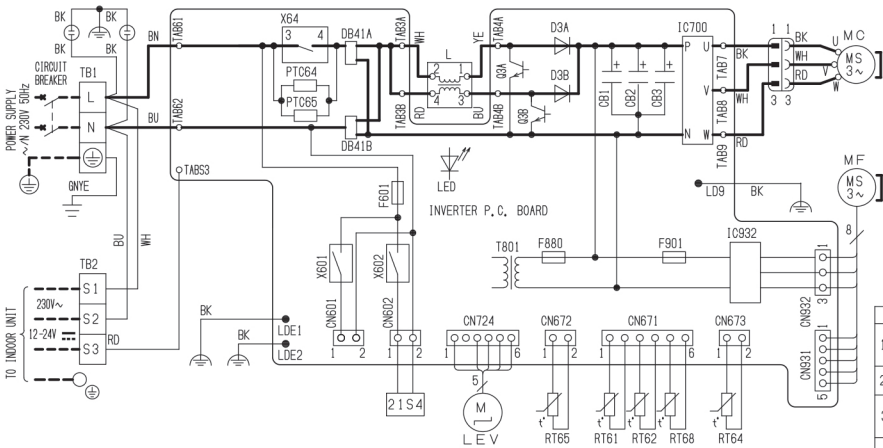 BK BK
BK BK
CIRCUIT BREAKER
POWER SUPPLY
~/N 230V 50Hz
TB1
L
N
GNYE
BN
BU
BU
WH
TAB61
TAB62
TABS3
X64
3 4
PTC64
PTC65
DB41A
DB41B
TAB3A
TAB3B
WH
RD
L
2 1
4 3
YE
BU
TAB4A
TAB4B
Q3A
Q3B
D3A
D3B
+ + +
CB1
CB2
CB3
IC700
P U
V
N W
TAB7
TAB8
TAB9
BK
WH
RD
1 1
3 3
BK
WH
RD
U
V
W
MC
MS
3~
MF
MS
3~
8
LED
LD9 BK
INVERTER P.C. BOARD
F601
T801
F880
F901
IC932
1
3
CN932
1
5
CN931
TB2
S1
S2
S3
230V~
12-24V
RD
TO INDOOR UNIT
BK
LDE1
BK
LDE2
X601
X602
CN601
1 2
CN602
1 2
21S4
CN724
1 6
5
M
LEV
CN672
1 2
t°
RT65
CN671
1 8
t°
RT61
t°
RT62
t°
RT68
CN673
1 2
t°
RT64
1
2